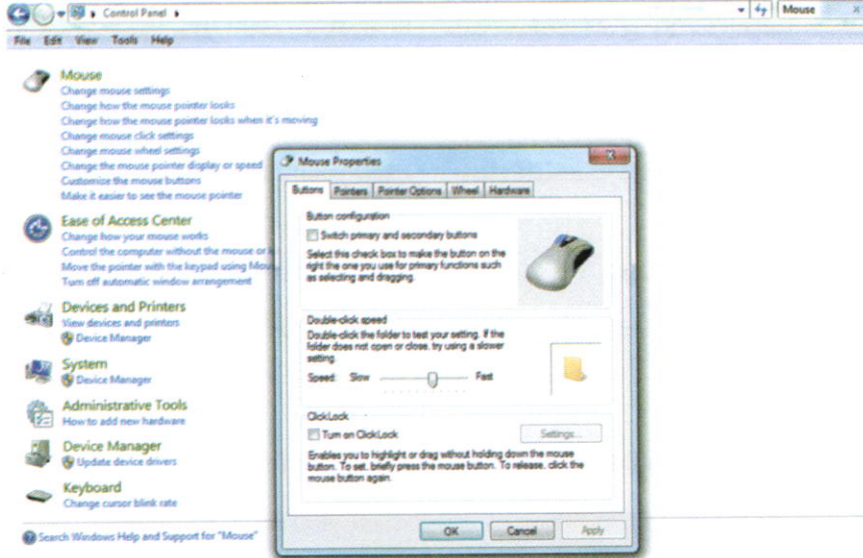 Control Panel
Mouse
File Edit View Tools Help
Mouse
Change mouse settings
Change how the mouse pointer looks
Change how the mouse pointer looks when it's moving
Change mouse click settings
Change mouse wheel settings
Change the mouse pointer display or speed
Customise the mouse buttons
Make it easier to see the mouse pointer
Ease of Access Center
Change how your mouse works
Control the computer without the mouse or
Move the pointer with the keypad using
Turn off automatic window arrangement
Devices and Printers
View devices and printers
Device Manager
System
Device Manager
Administrative Tools
How to add new hardware
Device Manager
Update device drivers
Keyboard
Change cursor blink rate
Search Windows Help and Support for "Mouse"
Mouse Properties
Buttons Pointers Pointer Options Wheel Hardware
Button configuration
Switch primary and secondary buttons
Select this check box to make the button on the
right the one you use for primary functions such
as selecting and dragging.
Double-click speed
Double-click the folder to test your setting. If the
folder does not open or close, try using a slower
setting.
Speed: Slow Fast
ClickLock
Turn on ClickLock
Settings...
Enables you to highlight or drag without holding down the mouse
button. To set, briefly press the mouse button. To release, click the
mouse button again.
OK Cancel Apply